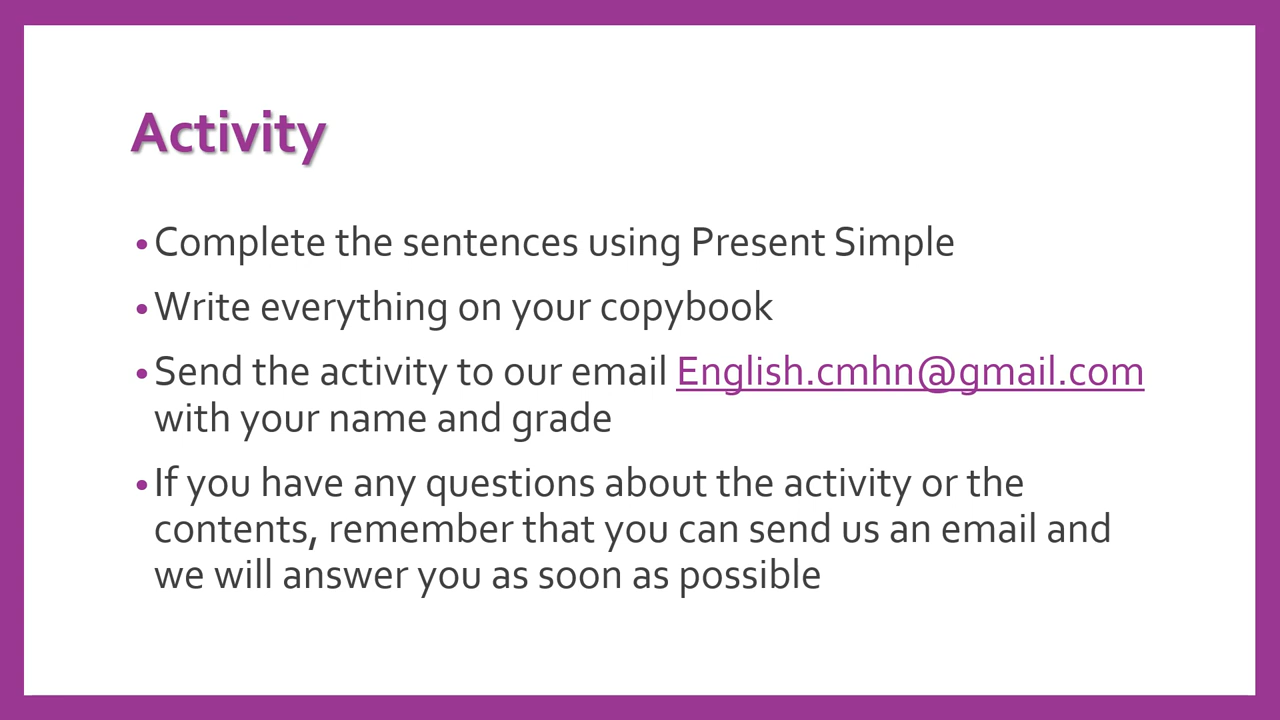 Activity
•Complete the sentences using Present Simple
•Write everything on your copybook
•Send the activity to our email English.cmhn@gmail.com
with your name and grade
•If you have any questions about the activity or the
contents, remember that you can send us an email and
we will answer you as soon as possible